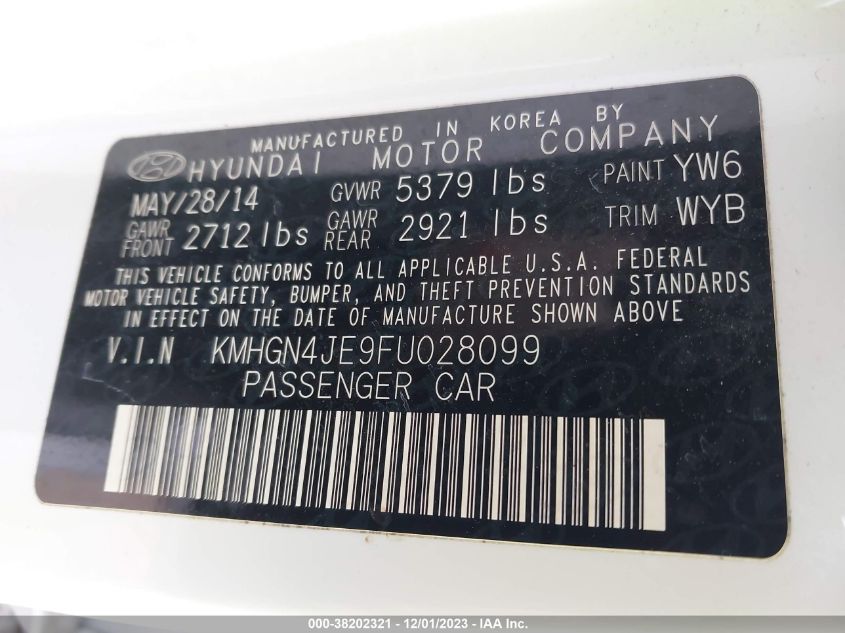 MANUFACTURED IN KOREA BY
HYUNDAI MOTOR COMPANY
MAY/28/14 GVWR 5379 lbs PAINT YW6
GAWR FRONT 2712 lbs GAWR REAR 2921 lbs TRIM WYB
THIS VEHICLE CONFORMS TO ALL APPLICABLE U.S.A. FEDERAL
MOTOR VEHICLE SAFETY, BUMPER, AND THEFT PREVENTION STANDARDS
IN EFFECT ON THE DATE OF MANUFACTURE SHOWN ABOVE
V.I.N KMHGN4JE9FU028099
PASSENGER CAR
000-38202321 - 12/01/2023 - IAA Inc.